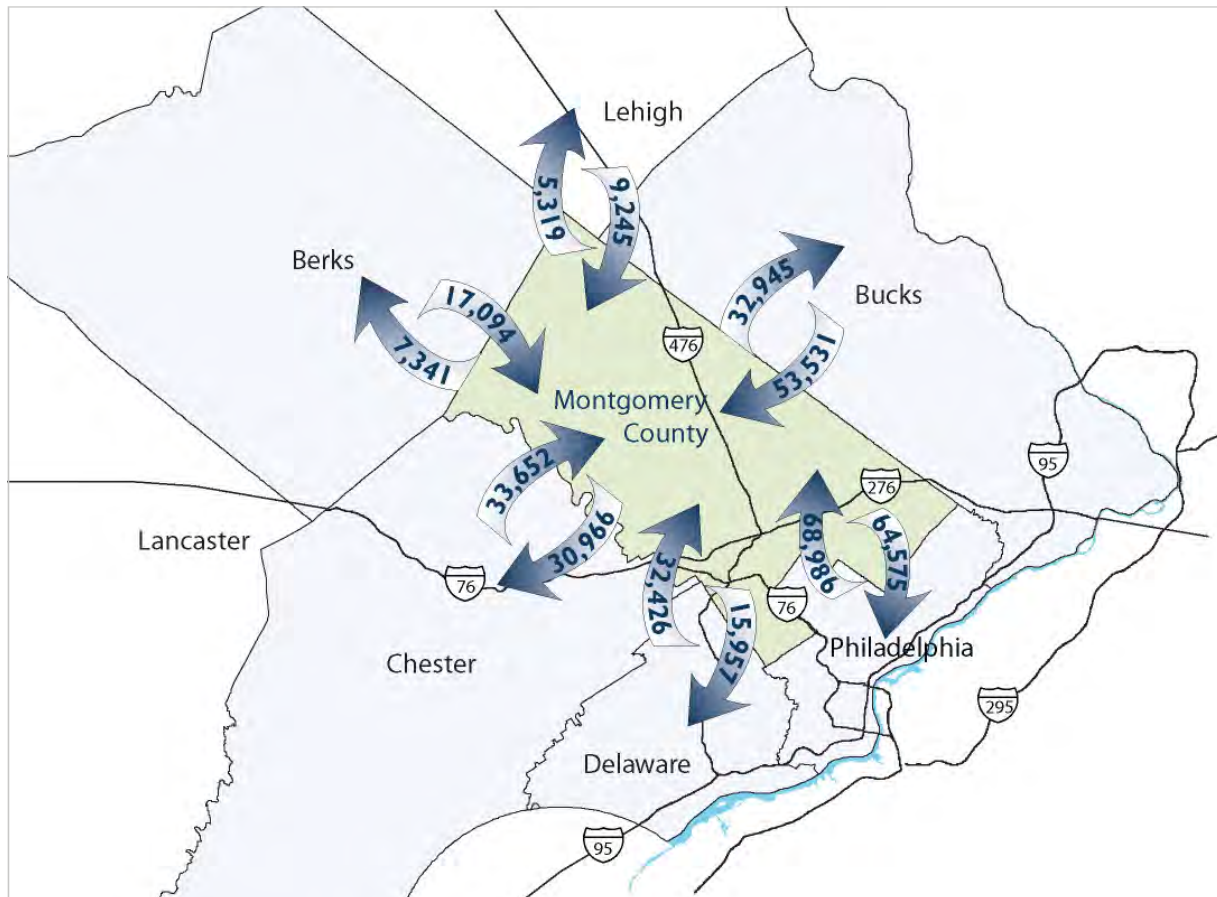 Lehigh
5,319
9,245
Berks
17,094
7,341
32,945
Bucks
53,531
476
Montgomery
County
33,652
30,966
Lancaster
76
276
95
68,986
64,575
32,426
15,957
76
Philadelphia
Chester
295
Delaware
95